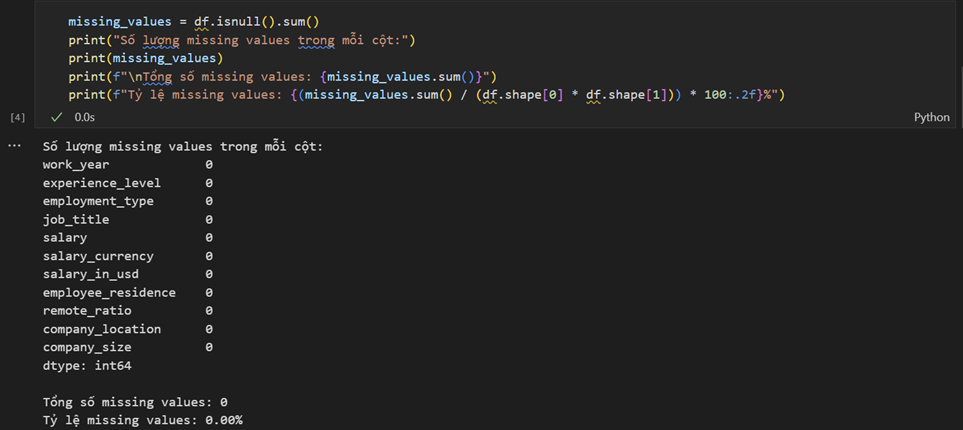 missing_values = df.isnull().sum()
print("Số lượng missing values trong mỗi cột:")
print(missing_values)
print(f"\nTổng số missing values: {missing_values.sum()}")
print(f"Tỷ lệ missing values: {(missing_values.sum() / (df.shape[0] * df.shape[1])) * 100:.2f}%")
[4] ✓ 0.0s Python
... Số lượng missing values trong mỗi cột:
work_year 0
experience_level 0
employment_type 0
job_title 0
salary 0
salary_currency 0
salary_in_usd 0
employee_residence 0
remote_ratio 0
company_location 0
company_size 0
dtype: int64
Tổng số missing values: 0
Tỷ lệ missing values: 0.00%